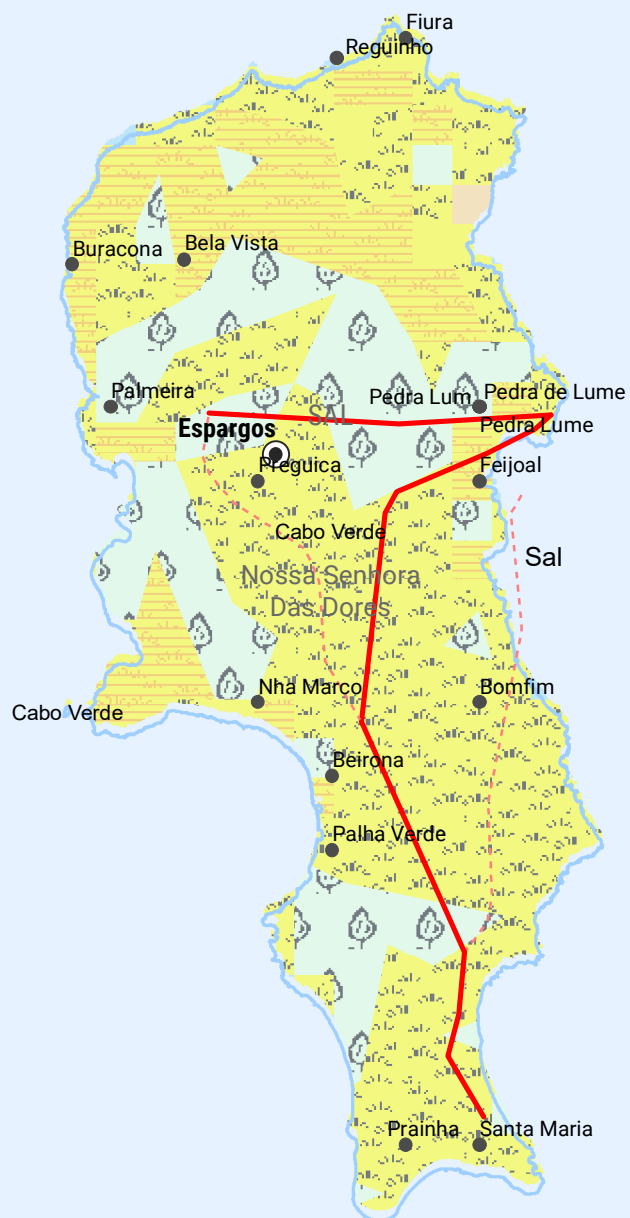 Fiura
Reguinho
Buracona
Bela Vista
Palmeira
Pedra Lum
Pedra de Lume
SAL
Espargos
Pedra Lume
Preguica
Feijoal
Cabo Verde
Sal
Nossa Senhora
Das Dores
Nha Marco
Bomfim
Cabo Verde
Beirona
Palha Verde
Prainha
Santa Maria